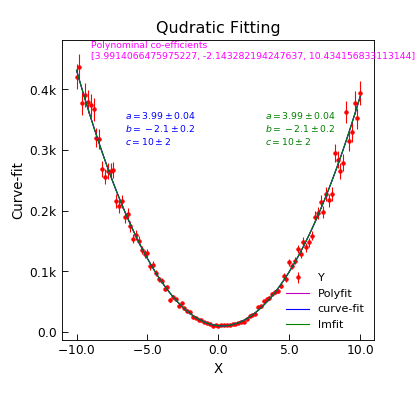 Qudratic Fitting
Polynominal co-efficients
[3.9914066475975227, -2.143282194247637, 10.434156833113144]
a = 3.99 ± 0.04
b = −2.1 ± 0.2
c = 10 ± 2
a = 3.99 ± 0.04
b = −2.1 ± 0.2
c = 10 ± 2
Curve-fit
0.4k
0.3k
0.2k
0.1k
0.0
Y
Polyfit
curve-fit
lmfit
−10.0 −5.0 0.0 5.0 10.0
X